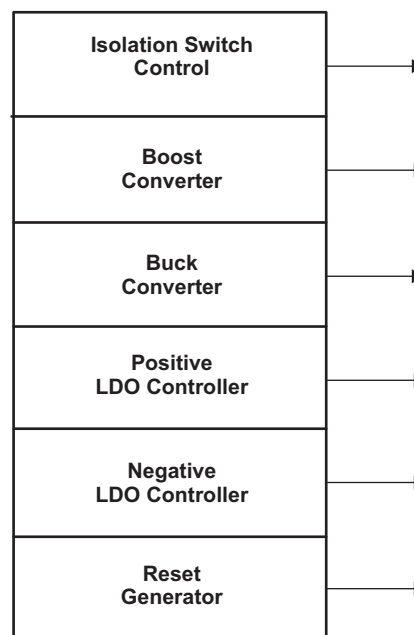 Isolation Switch
Control
Boost
Converter
Buck
Converter
Positive
LDO Controller
Negative
LDO Controller
Reset
Generator